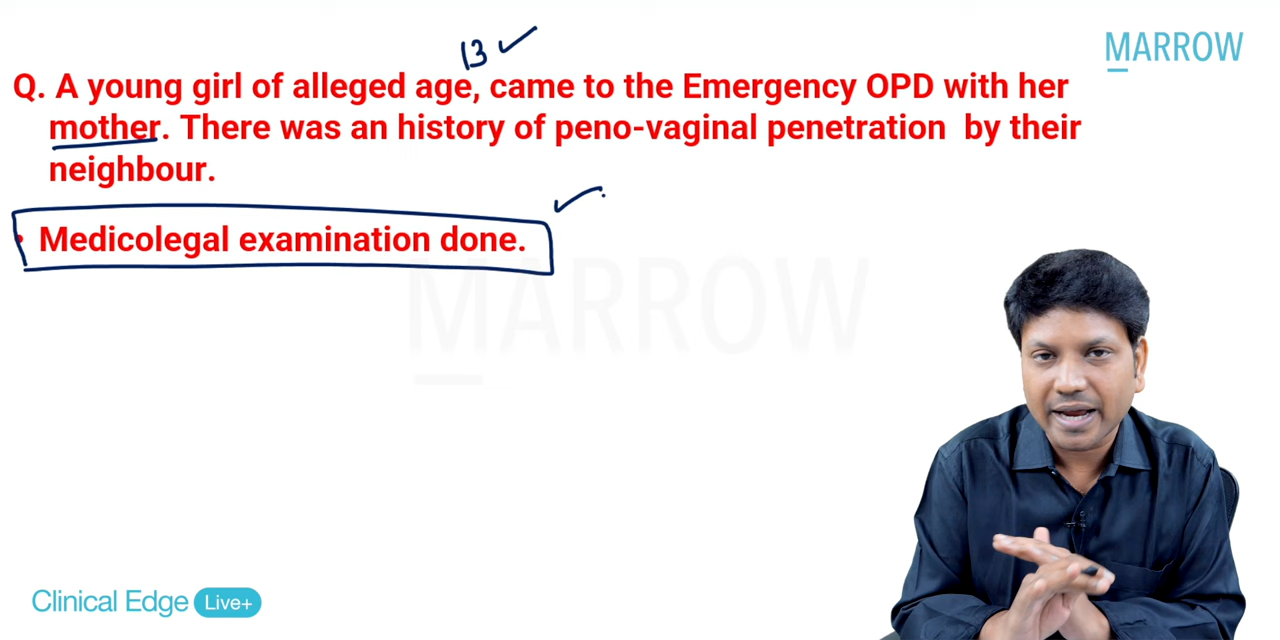 13 ✓
MARROW
Q. A young girl of alleged age, came to the Emergency OPD with her
mother. There was an history of peno-vaginal penetration by their
neighbour.
• Medicolegal examination done.
MARROW
Clinical Edge Live+